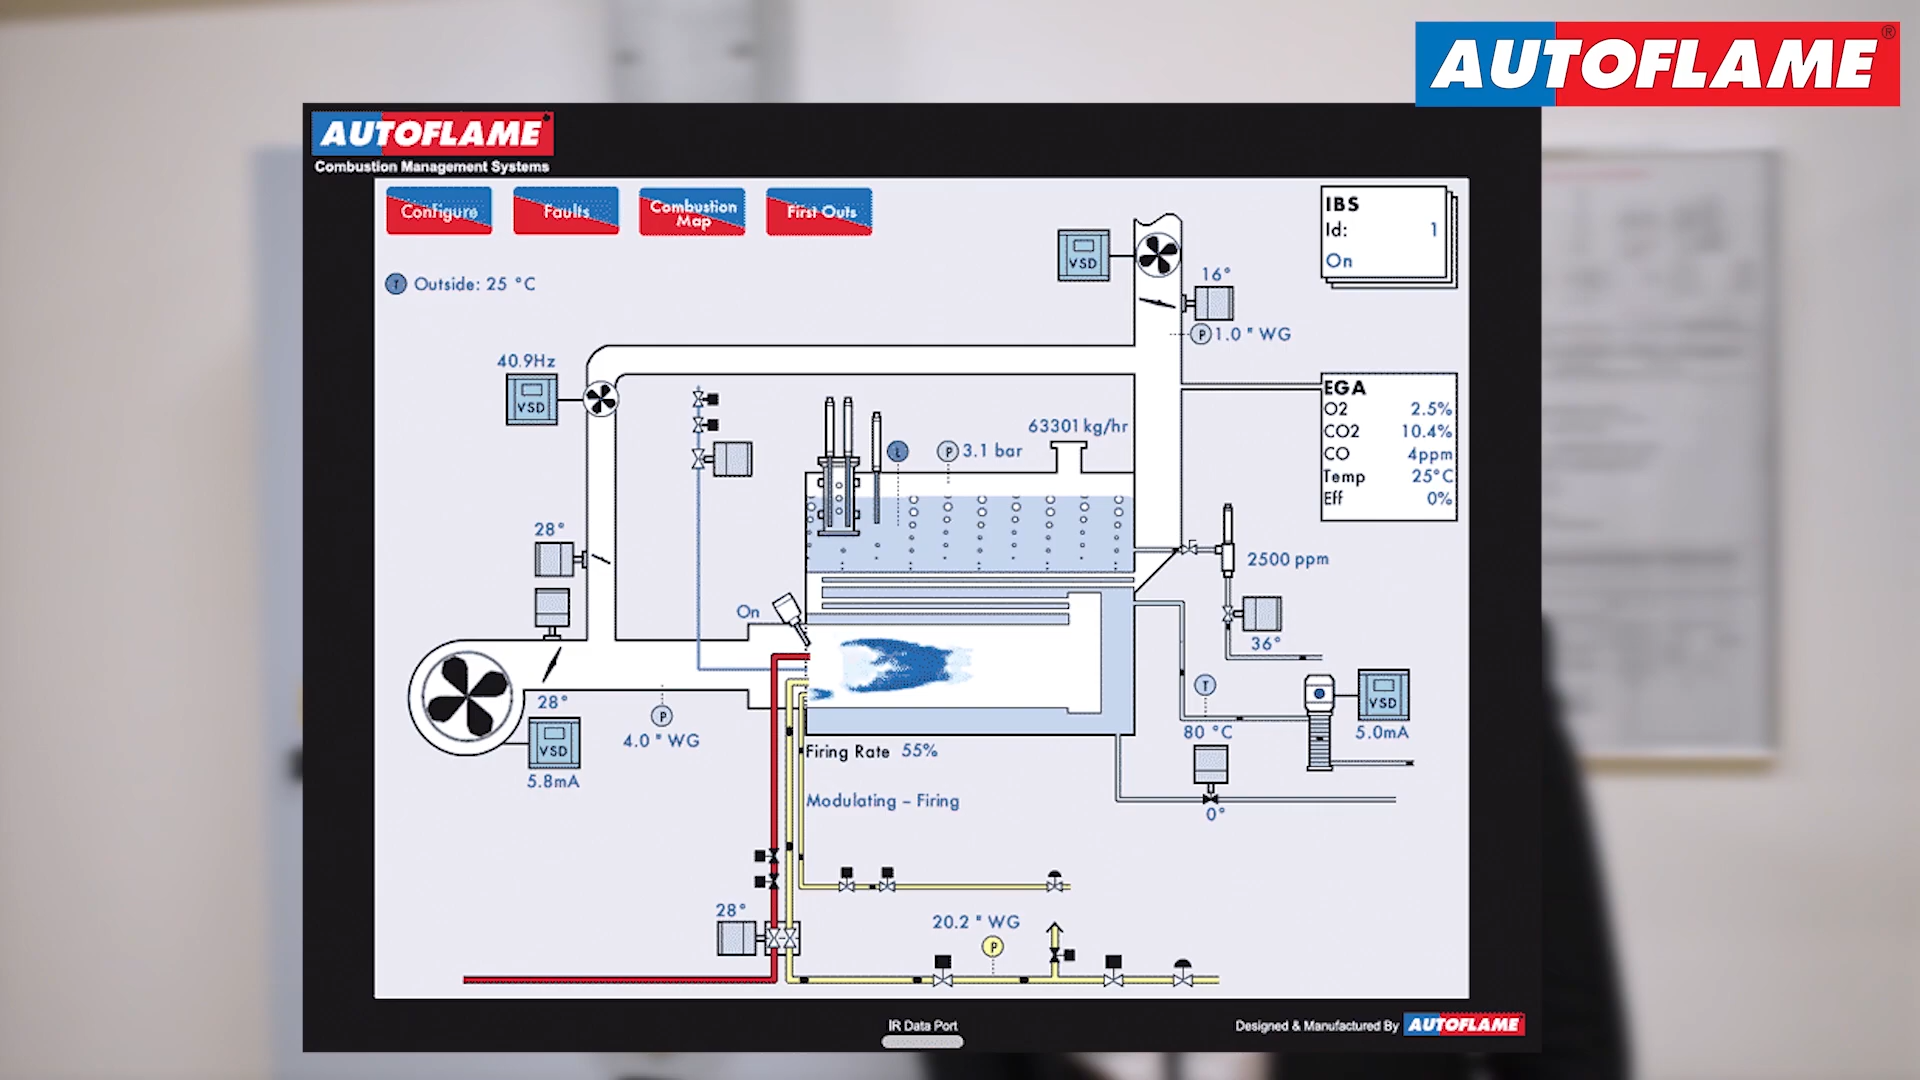 AUTOFLAME®
AUTOFLAME
Combustion Management Systems
Configure
Faults
Combustion
Map
First Outs
IBS
Id: 1
On
T Outside: 25 °C
VSD
16°
P 1.0 " WG
40.9Hz
VSD
EGA
O2 2.5%
CO2 10.4%
CO 4ppm
Temp 25°C
Eff 0%
63301 kg/hr
L
P 3.1 bar
28°
2500 ppm
On
36°
28°
VSD
5.8mA
P
4.0 " WG
T
80 °C
VSD
5.0mA
Firing Rate 55%
Modulating – Firing
0°
28°
20.2 " WG
P
IR Data Port
Designed & Manufactured By AUTOFLAME